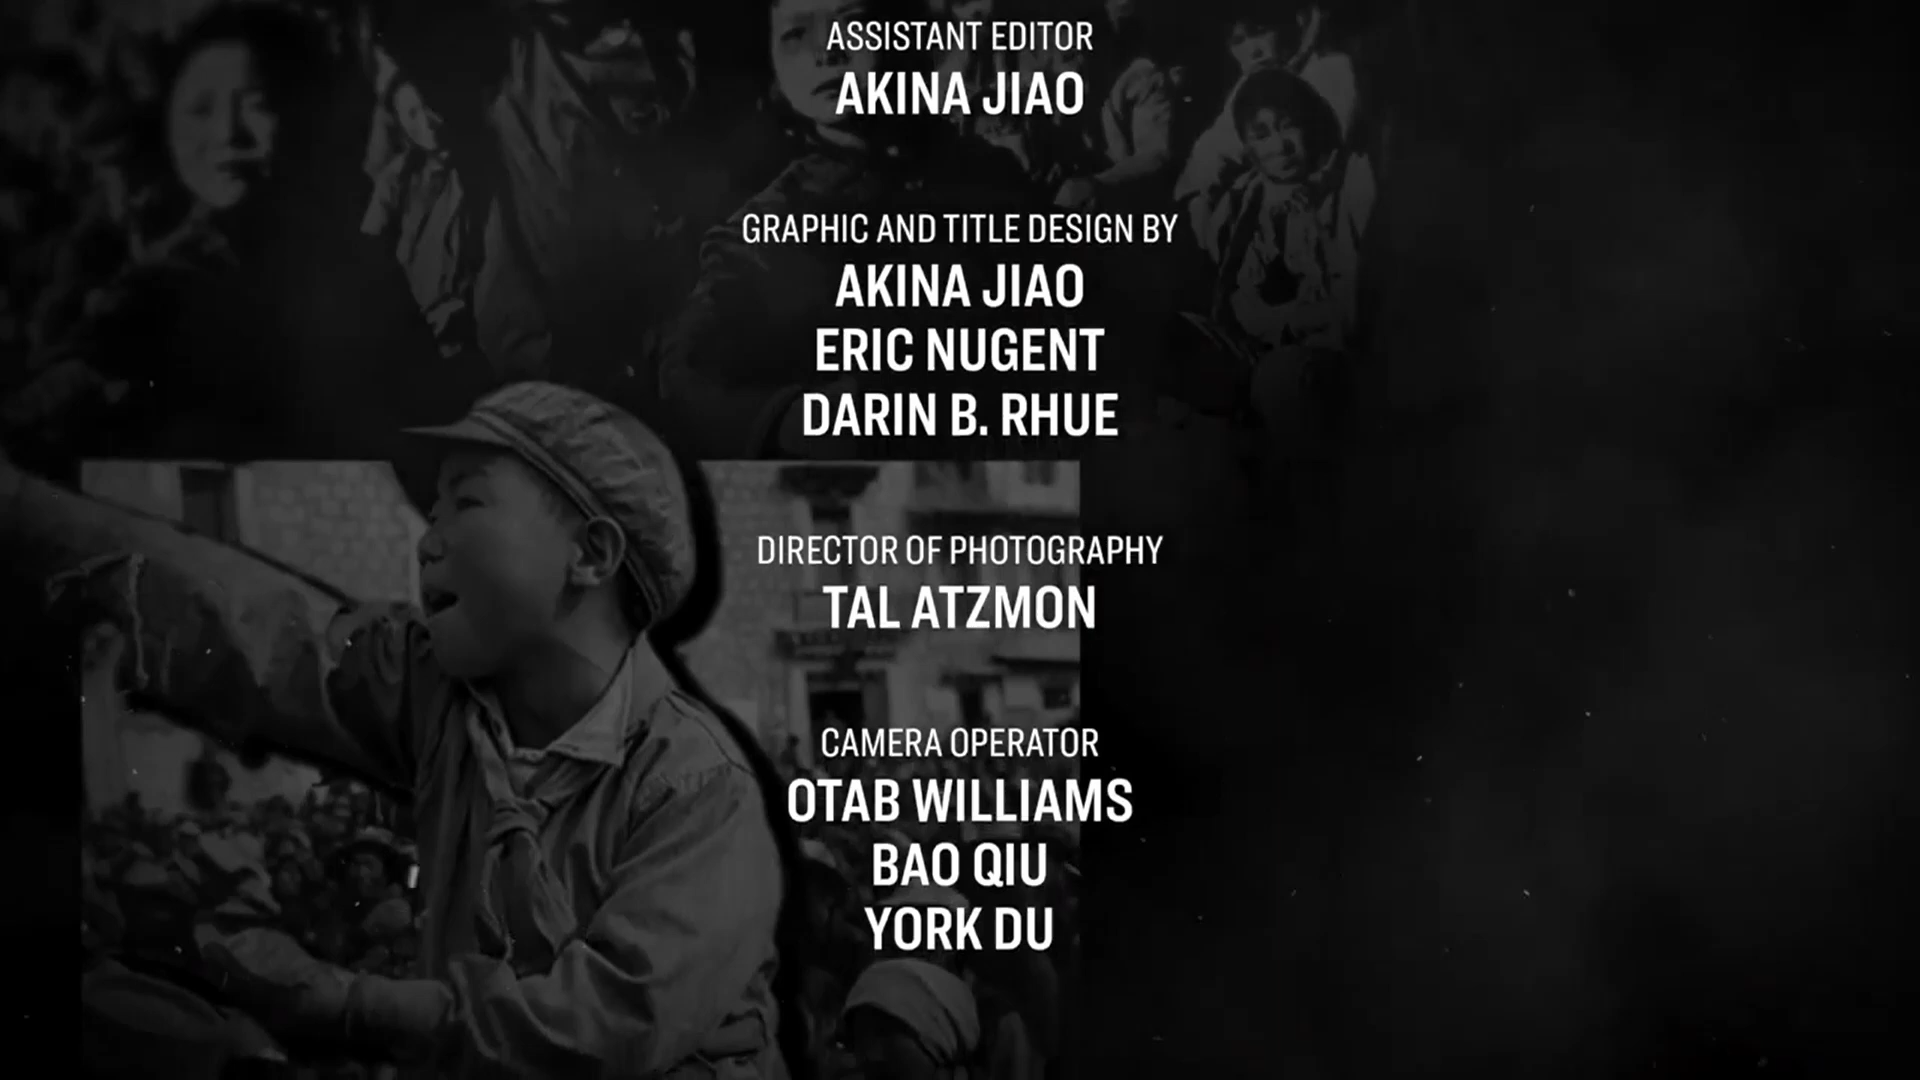 ASSISTANT EDITOR
AKINA JIAO
GRAPHIC AND TITLE DESIGN BY
AKINA JIAO
ERIC NUGENT
DARIN B. RHUE
DIRECTOR OF PHOTOGRAPHY
TAL ATZMON
CAMERA OPERATOR
OTAB WILLIAMS
BAO QIU
YORK DU